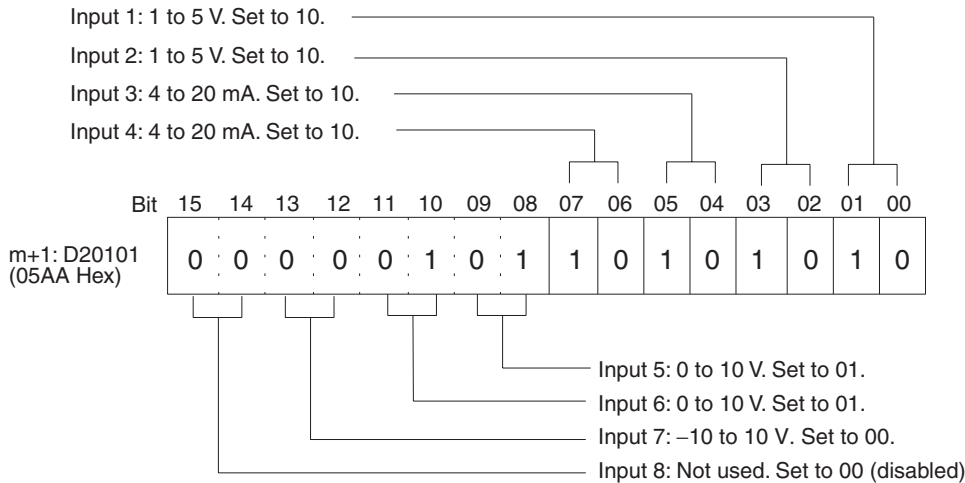 Input 1: 1 to 5 V. Set to 10.
Input 2: 1 to 5 V. Set to 10.
Input 3: 4 to 20 mA. Set to 10.
Input 4: 4 to 20 mA. Set to 10.
Bit 15 14 13 12 11 10 09 08 07 06 05 04 03 02 01 00
m+1: D20101
(05AA Hex)
0 0 0 0 0 1 0 1 1 0 1 0 1 0 1 0
Input 5: 0 to 10 V. Set to 01.
Input 6: 0 to 10 V. Set to 01.
Input 7: −10 to 10 V. Set to 00.
Input 8: Not used. Set to 00 (disabled)